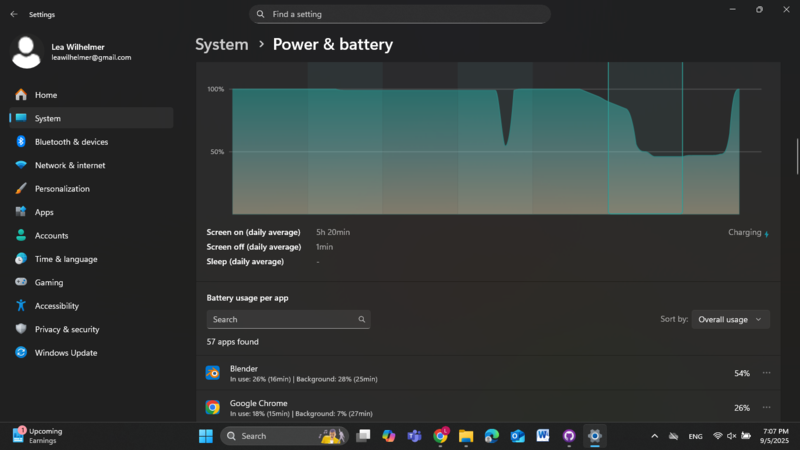 Settings
Find a setting
Lea Wilhelmer
leawilhelmer@gmail.com
Home
System
Bluetooth & devices
Network & internet
Personalization
Apps
Accounts
Time & language
Gaming
Accessibility
Privacy & security
Windows Update
System > Power & battery
100%
50%
Screen on (daily average) 5h 20min
Screen off (daily average) 1min
Sleep (daily average) -
Charging
Battery usage per app
Search
Sort by: Overall usage
57 apps found
Blender
In use: 26% (16min) | Background: 28% (25min)
54%
Google Chrome
In use: 18% (15min) | Background: 7% (27min)
26%
1
Upcoming
Earnings
Search
ENG
7:07 PM
9/5/2025